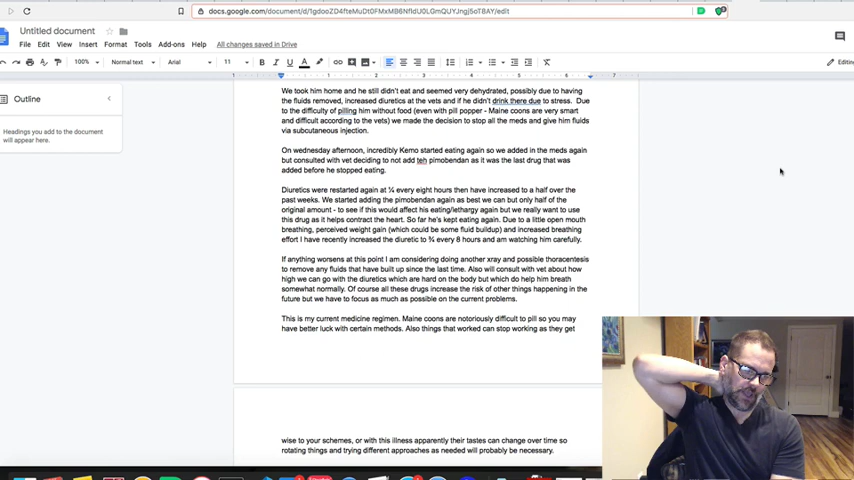 docs.google.com/document/d/1gdooZD4fteMuDt0FMxMB6NfldU0LGmQUYJngj5oTBAY/edit
Untitled document
File Edit View Insert Format Tools Add-ons Help All changes saved in Drive
100% Normal text Arial 11 Editing
1 2 3 4 5 6 7
Outline
Headings you add to the document
will appear here.
We took him home and he still didn't eat and seemed very dehydrated, possibly due to having
the fluids removed, increased diuretics at the vets and if he didn't drink there due to stress. Due
to the difficulty of pilling him without food (even with pill popper - Maine coons are very smart
and difficult according to the vets) we made the decision to stop all the meds and give him fluids
via subcutaneous injection.
On wednesday afternoon, incredibly Kemo started eating again so we added in the meds again
but consulted with vet deciding to not add teh pimobendan as it was the last drug that was
added before he stopped eating.
Diuretics were restarted again at ¼ every eight hours then have increased to a half over the
past weeks. We started adding the pimobendan again as best we can but only half of the
original amount - to see if this would affect his eating/lethargy again but we really want to use
this drug as it helps contract the heart. So far he's kept eating again. Due to a little open mouth
breathing, perceived weight gain (which could be some fluid buildup) and increased breathing
effort I have recently increased the diuretic to ¾ every 8 hours and am watching him carefully.
If anything worsens at this point I am considering doing another xray and possible thoracentesis
to remove any fluids that have built up since the last time. Also will consult with vet about how
high we can go with the diuretics which are hard on the body but which do help him breath
somewhat normally. Of course all these drugs increase the risk of other things happening in the
future but we have to focus as much as possible on the current problems.
This is my current medicine regimen. Maine coons are notoriously difficult to pill so you may
have better luck with certain methods. Also things that worked can stop working as they get
wise to your schemes, or with this illness apparently their tastes can change over time so
rotating things and trying different approaches as needed will probably be necessary.